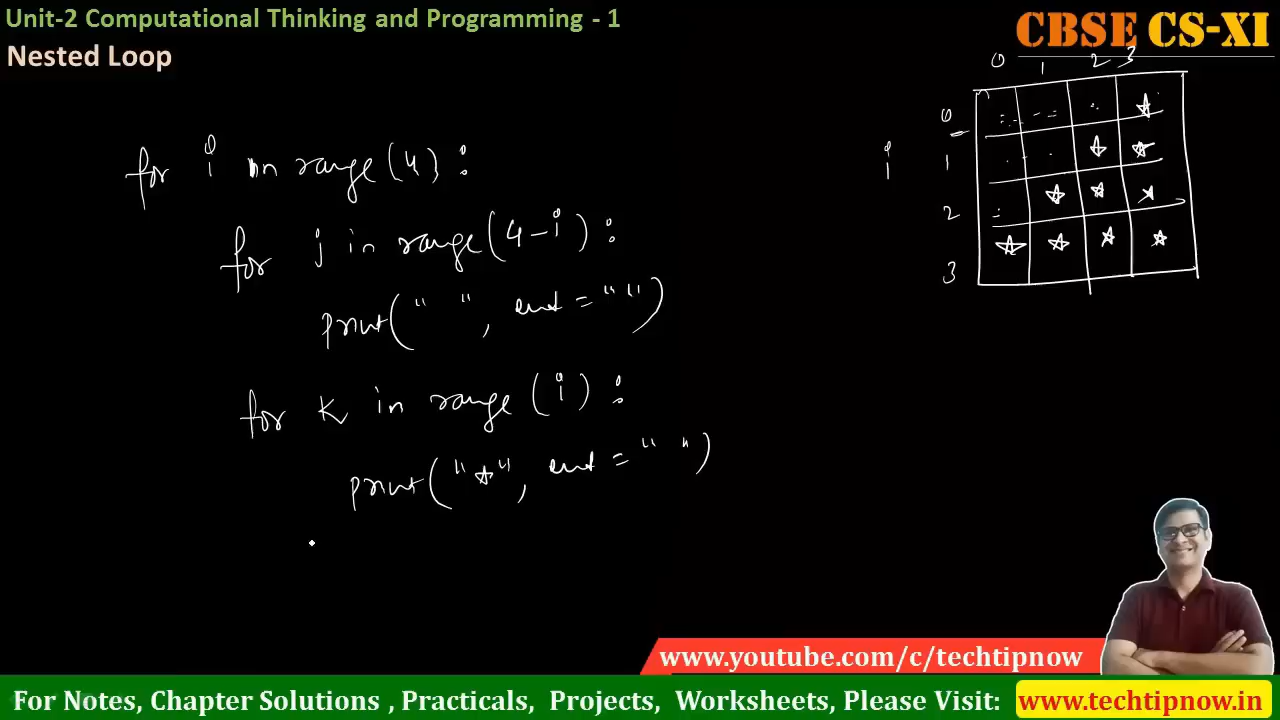 Unit-2 Computational Thinking and Programming - 1
CBSE CS-XI
Nested Loop
for i in range(4):
for j in range(4-i):
print(" ", end = "")
for k in range(i):
print("*", end = " ")
0 1 2 3
i
0
1
2
3
www.youtube.com/c/techtipnow
For Notes, Chapter Solutions , Practicals, Projects, Worksheets, Please Visit: www.techtipnow.in